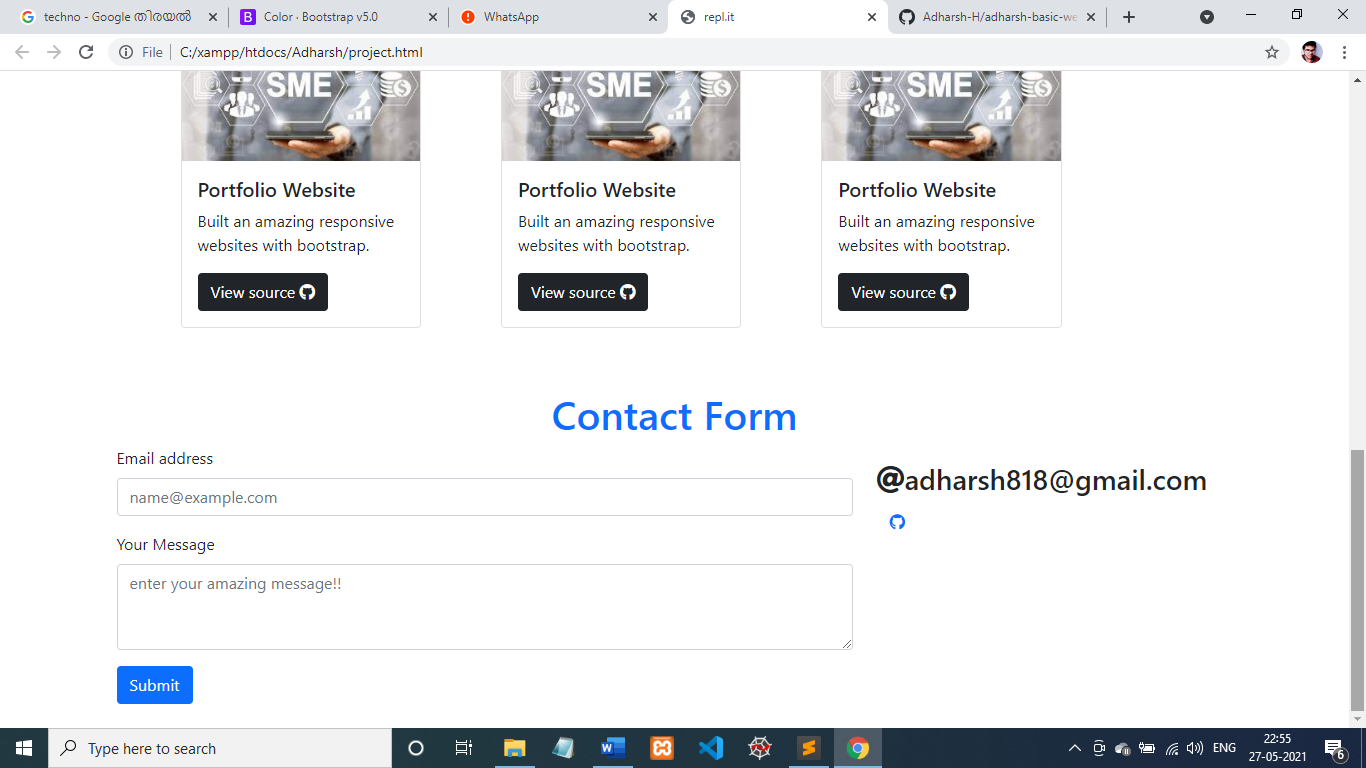 techno - Google തിരയൽ
Color · Bootstrap v5.0
WhatsApp
repl.it
Adharsh-H/adharsh-basic-we
File
C:/xampp/htdocs/Adharsh/project.html
SME
SME
SME
Portfolio Website
Built an amazing responsive
websites with bootstrap.
View source
Portfolio Website
Built an amazing responsive
websites with bootstrap.
View source
Portfolio Website
Built an amazing responsive
websites with bootstrap.
View source
Contact Form
Email address
name@example.com
Your Message
enter your amazing message!!
Submit
@adharsh818@gmail.com
Type here to search
ENG
22:55
27-05-2021
6